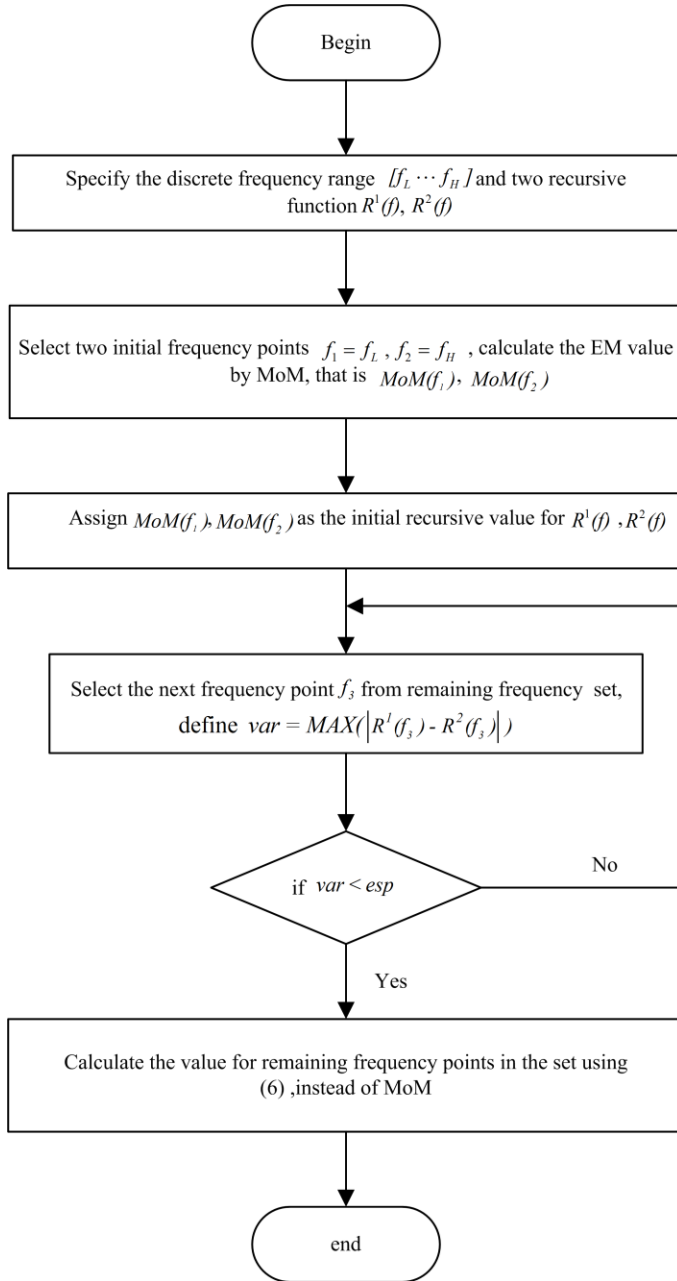 Begin
Specify the discrete frequency range [f_L ⋯ f_H] and two recursive
function R¹(f), R²(f)
Select two initial frequency points f₁ = f_L , f₂ = f_H , calculate the EM value
by MoM, that is MoM(f₁), MoM(f₂)
Assign MoM(f₁), MoM(f₂) as the initial recursive value for R¹(f) ,R²(f)
Select the next frequency point f₃ from remaining frequency set,
define var = MAX(|R¹(f₃) - R²(f₃)|)
if var < esp
No
Yes
Calculate the value for remaining frequency points in the set using
(6) ,instead of MoM
end